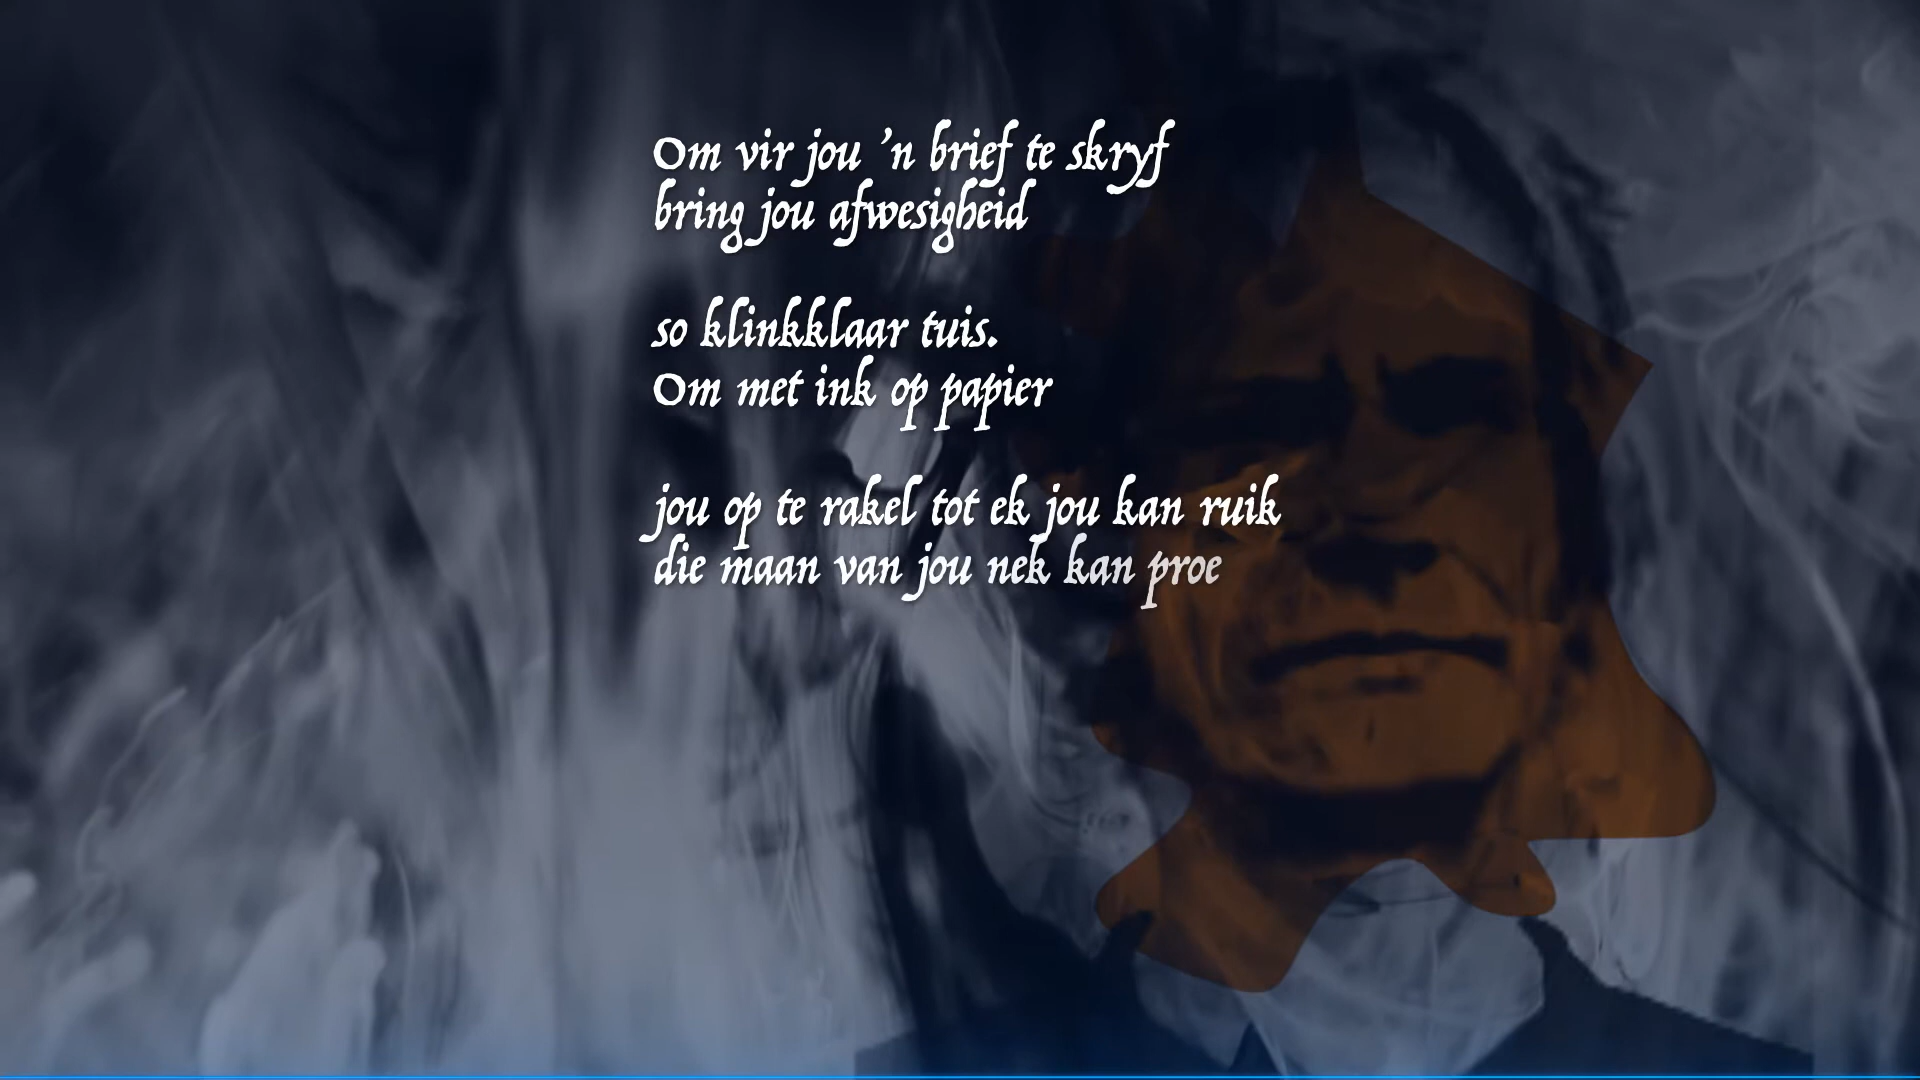 Om vir jou 'n brief te skryf
bring jou afwesigheid
so klinkklaar tuis.
Om met ink op papier
jou op te rakel tot ek jou kan ruik
die maan van jou nek kan proe